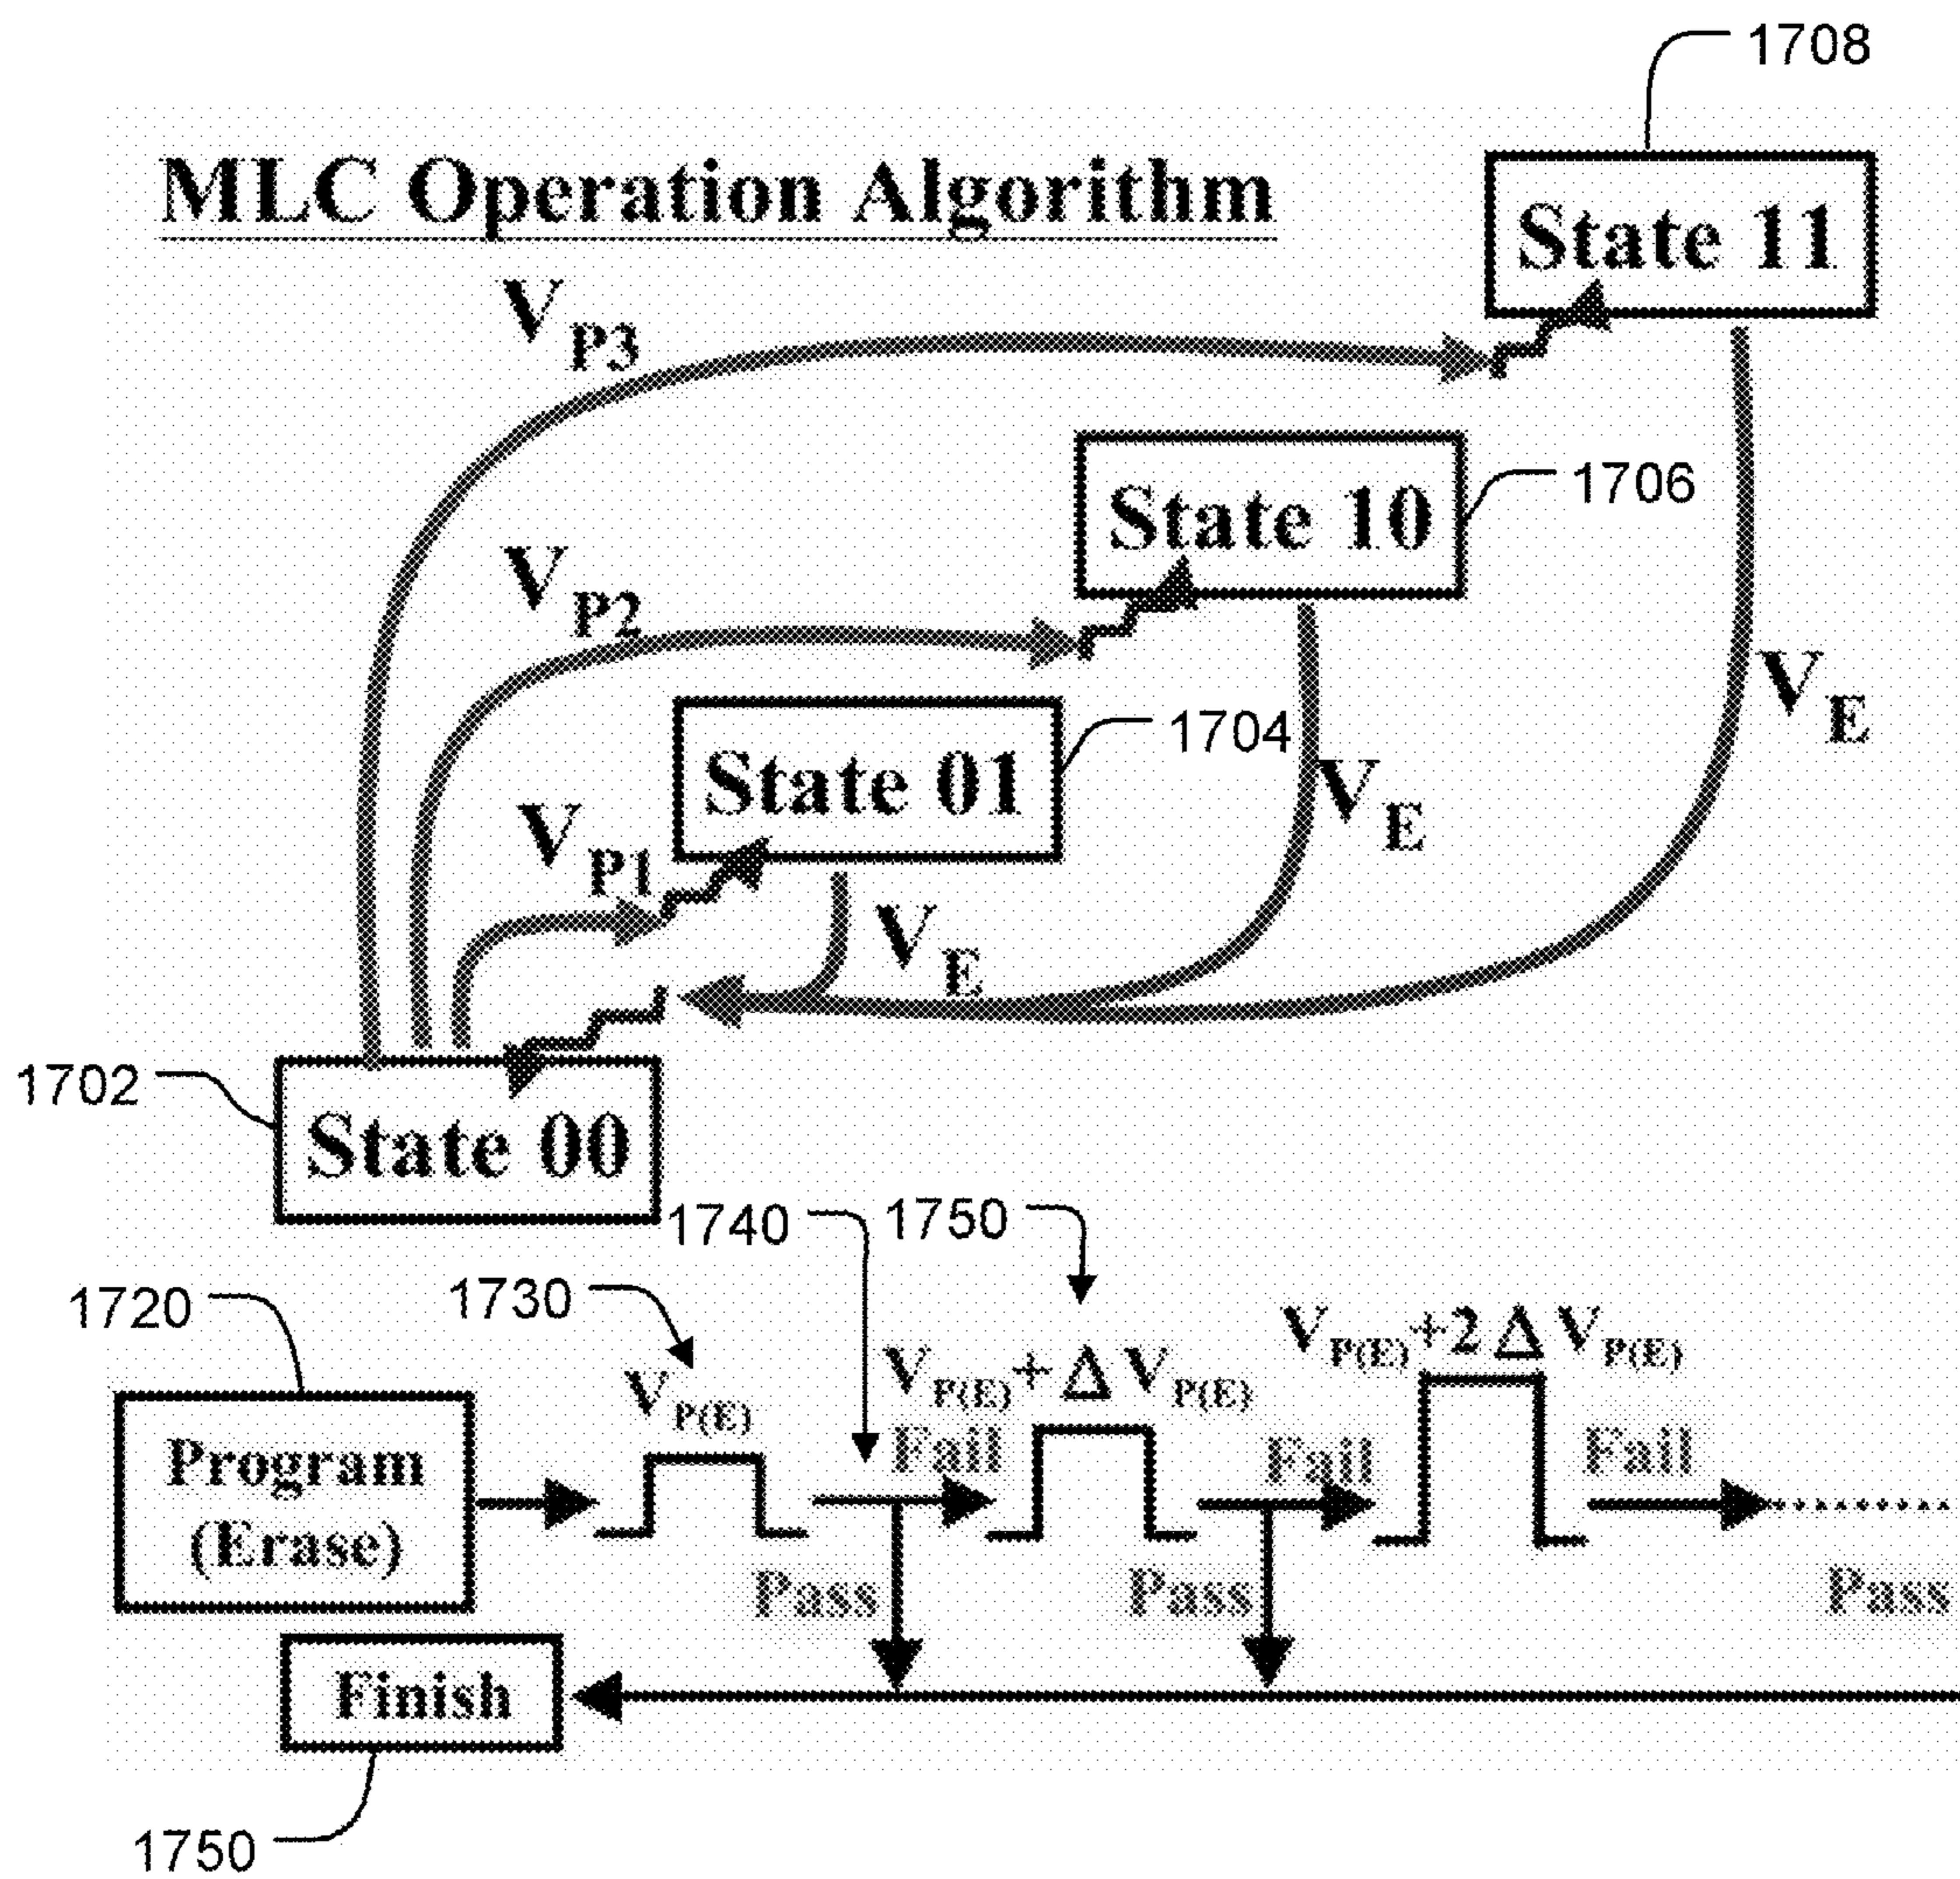 1708
MLC Operation Algorithm
State 11
VP3
State 10
1706
VP2
VE
State 01
1704
VE
VP1
VE
1702
State 00
1740
1750
1720
1730
VP(E)
VP(E)+ΔVP(E)
VP(E)+2ΔVP(E)
Program
(Erase)
Fail
Fail
Fail
Pass
Pass
Pass
Finish
1750